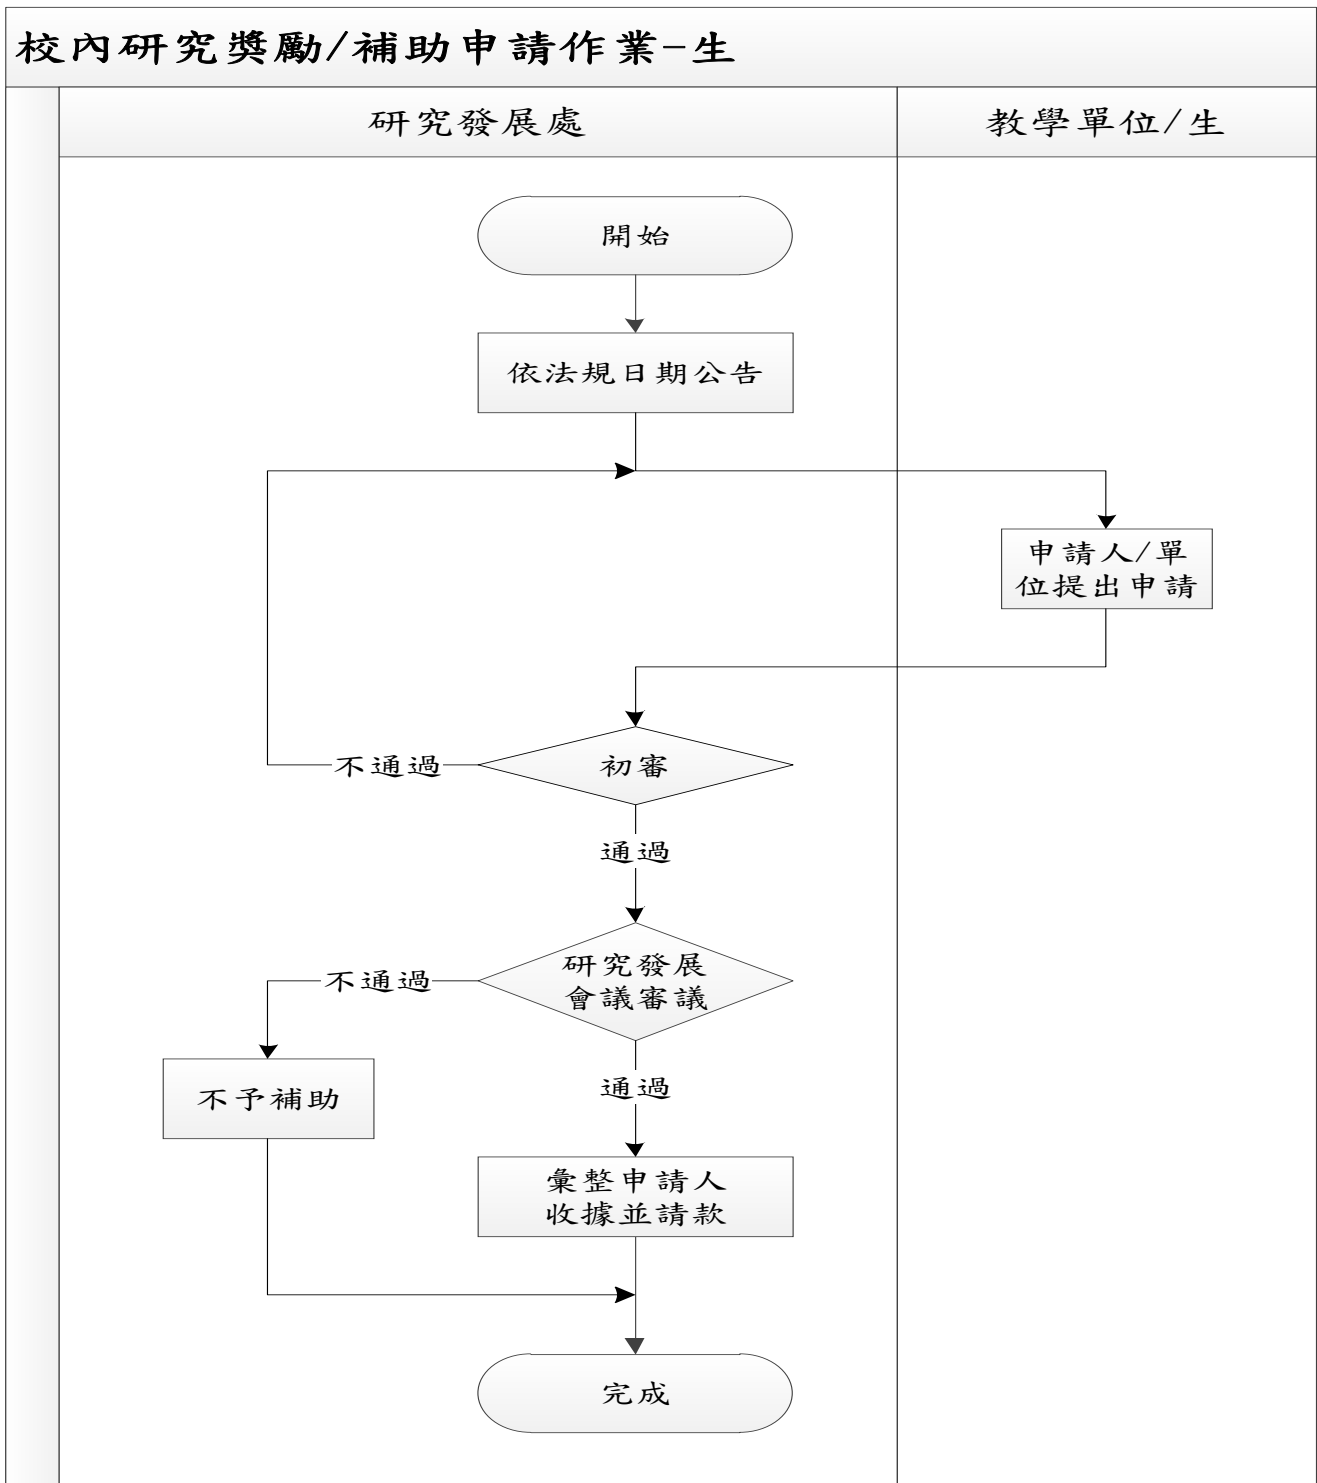 校內研究獎勵/補助申請作業-生
研究發展處
教學單位/生
開始
依法規日期公告
申請人/單
位提出申請
初審
不通過
通過
研究發展
會議審議
不通過
不予補助
通過
彙整申請人
收據並請款
完成